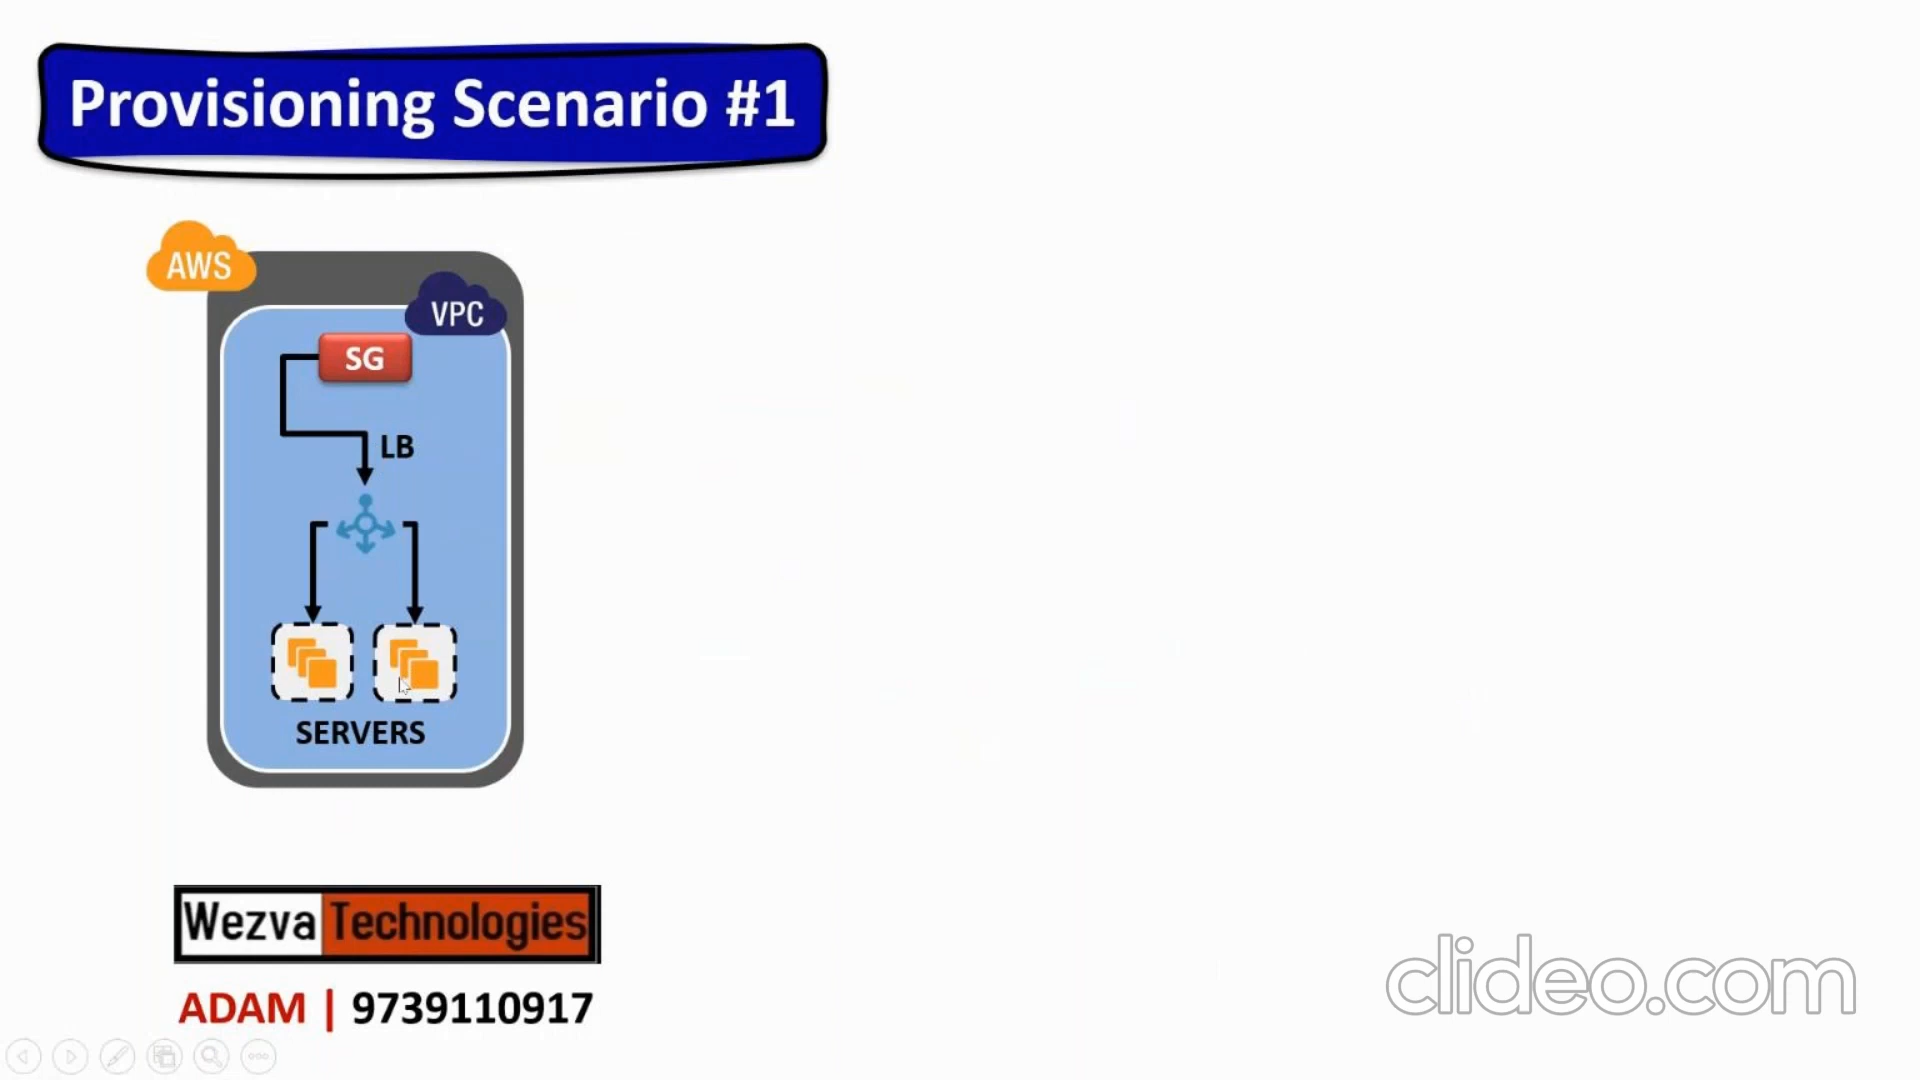 Provisioning Scenario #1
AWS
VPC
SG
LB
SERVERS
Wezva Technologies
ADAM | 9739110917
clideo.com